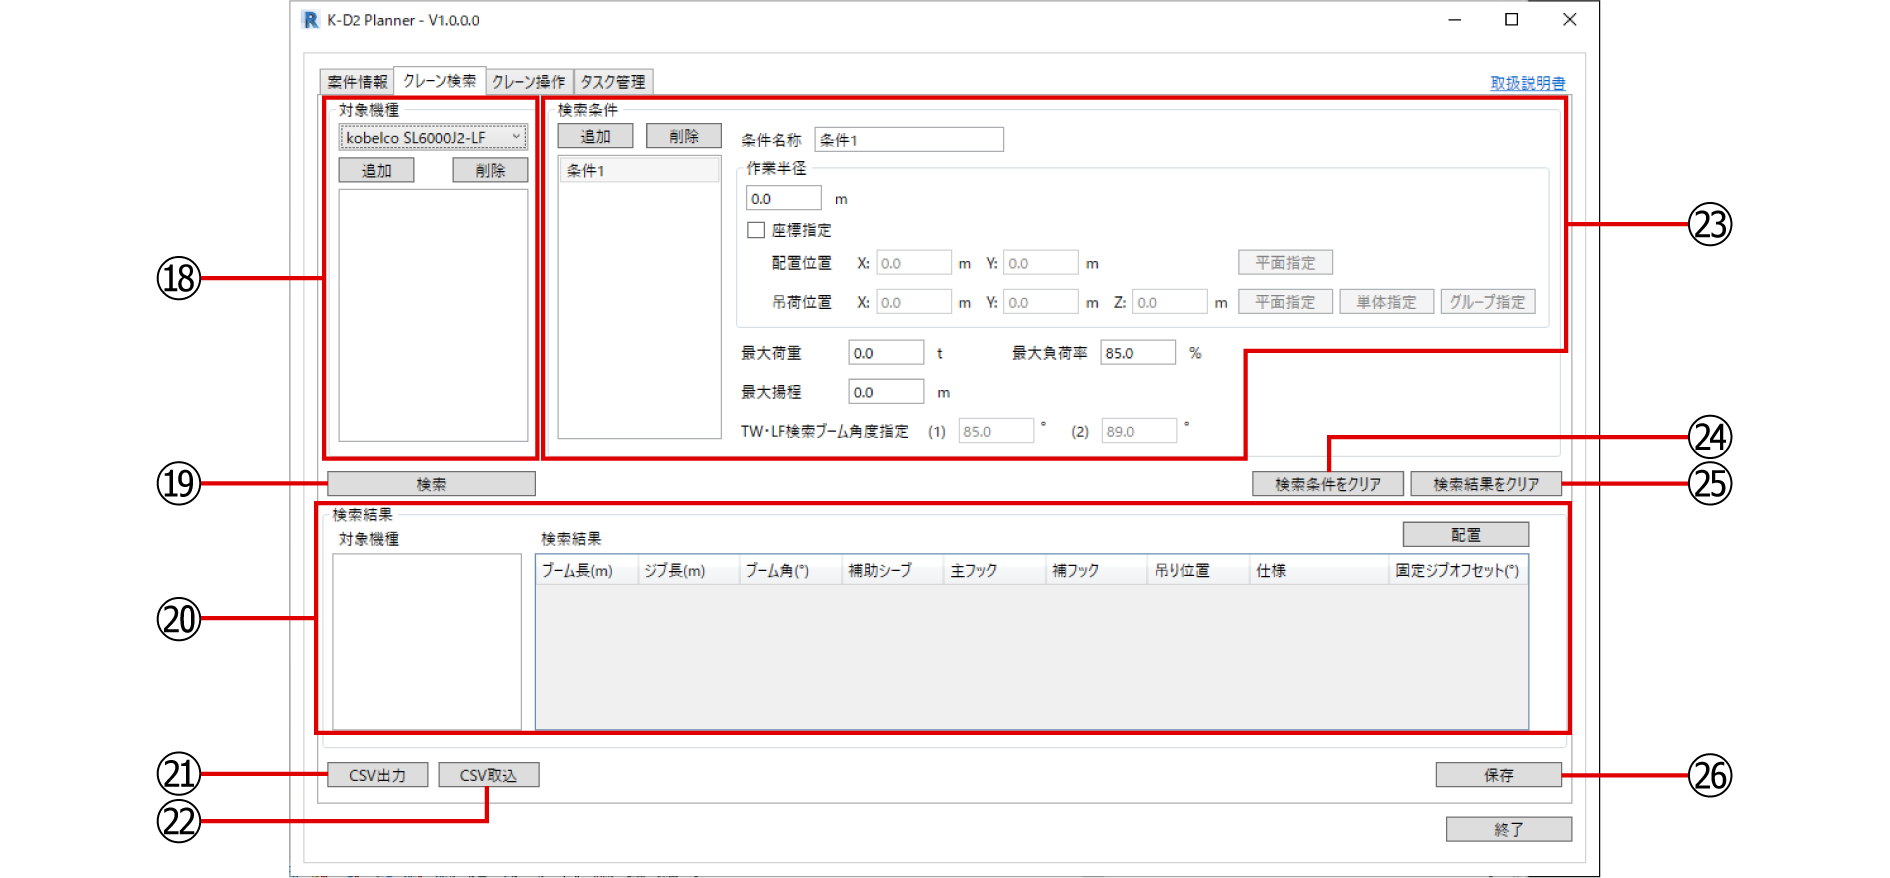 K-D2 Planner - V1.0.0.0
案件情報 クレーン検索 クレーン操作 タスク管理 取扱説明書
対象機種 検索条件
kobelco SL6000J2-LF 追加 削除 条件名称 条件1
追加 削除 条件1 作業半径
0.0 m
座標指定
配置位置 X: 0.0 m Y: 0.0 m 平面指定
吊荷位置 X: 0.0 m Y: 0.0 m Z: 0.0 m 平面指定 単体指定 グループ指定
最大荷重 0.0 t 最大負荷率 85.0 %
最大揚程 0.0 m
TW・LF検索ブーム角度指定 (1) 85.0 ° (2) 89.0 °
検索 検索条件をクリア 検索結果をクリア
検索結果
対象機種 検索結果 配置
ブーム長(m) ジブ長(m) ブーム角(°) 補助シーブ 主フック 補フック 吊り位置 仕様 固定ジブオフセット(°)
CSV出力 CSV取込 保存
終了
⑱
⑲
⑳
㉑
㉒
㉓
㉔
㉕
㉖